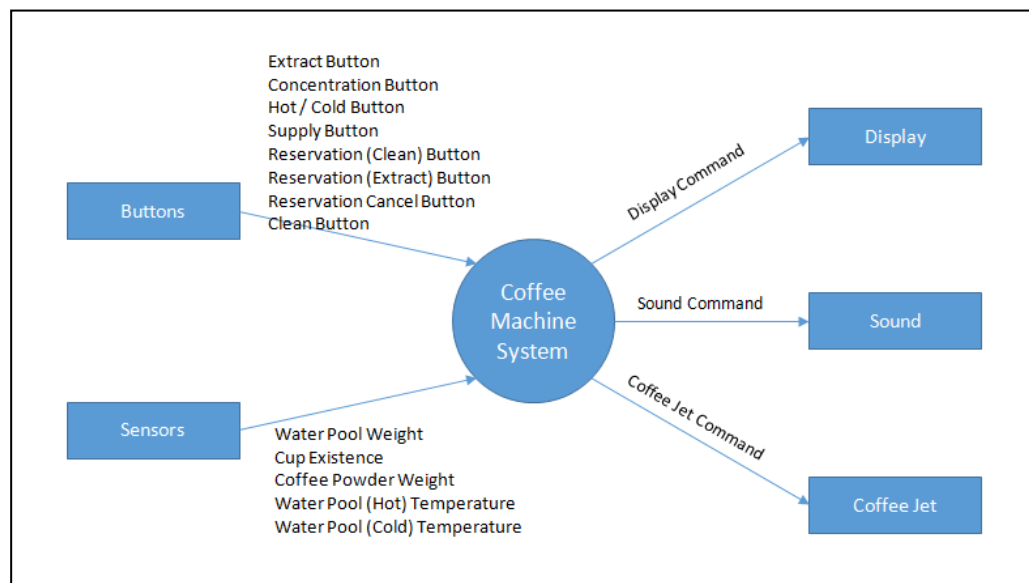 Extract Button
Concentration Button
Hot / Cold Button
Supply Button
Reservation (Clean) Button
Reservation (Extract) Button
Reservation Cancel Button
Clean Button
Buttons
Sensors
Water Pool Weight
Cup Existence
Coffee Powder Weight
Water Pool (Hot) Temperature
Water Pool (Cold) Temperature
Coffee
Machine
System
Display Command
Display
Sound Command
Sound
Coffee Jet Command
Coffee Jet